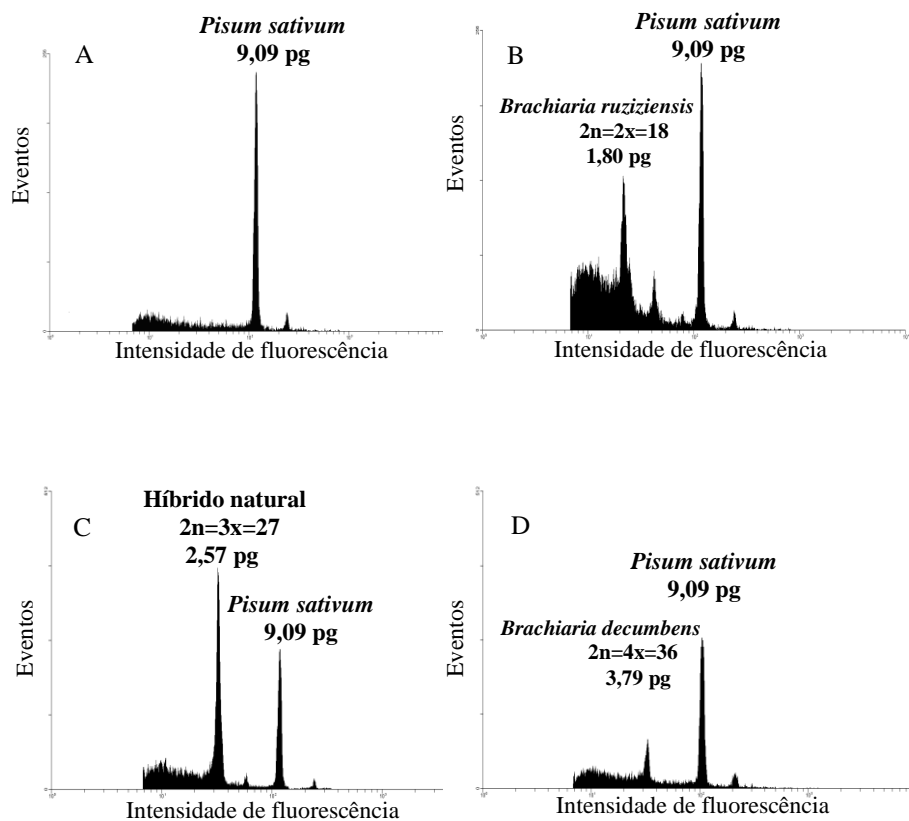 A
Pisum sativum
9,09 pg
Eventos
Intensidade de fluorescência
B
Pisum sativum
9,09 pg
Brachiaria ruziziensis
2n=2x=18
1,80 pg
Eventos
Intensidade de fluorescência
C
Híbrido natural
2n=3x=27
2,57 pg
Pisum sativum
9,09 pg
Eventos
Intensidade de fluorescência
D
Pisum sativum
9,09 pg
Brachiaria decumbens
2n=4x=36
3,79 pg
Eventos
Intensidade de fluorescência